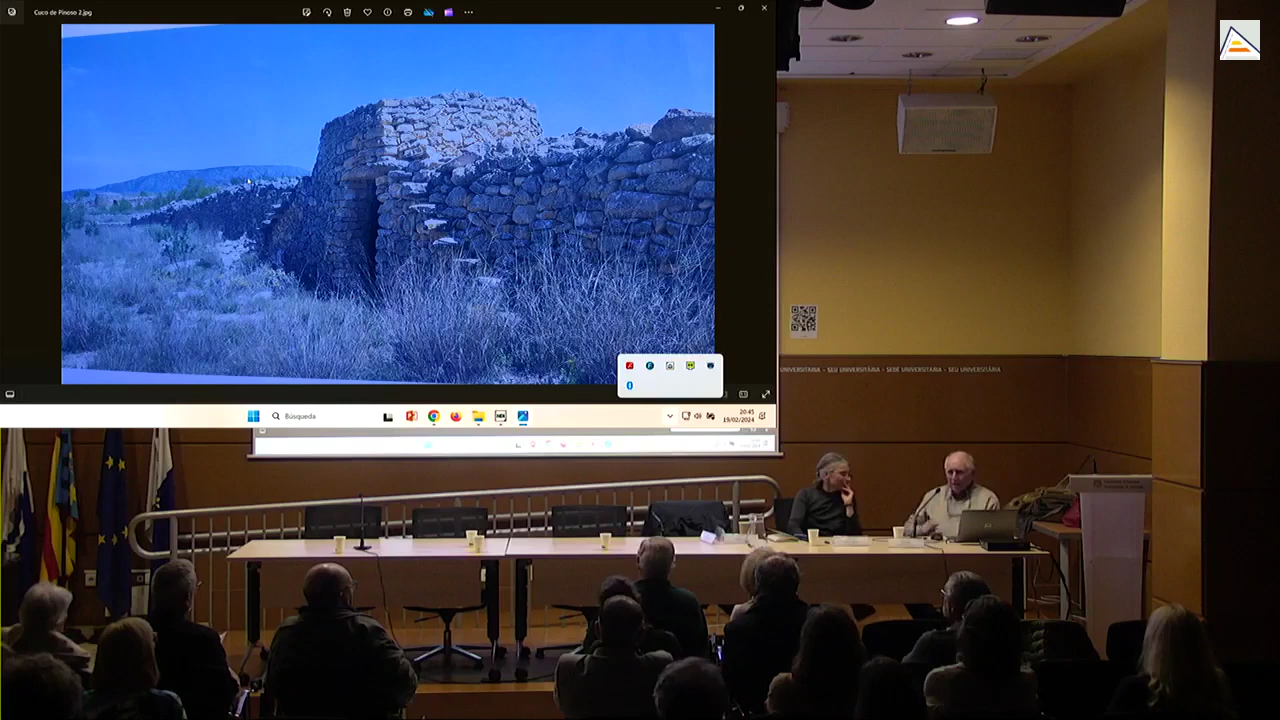 Cuco de Pinoso 2.jpg
UNIVERSITARIA - SEU UNIVERSITÀRIA - SEDE UNIVERSITARIA - SEU UNIVERSITÀRIA
Búsqueda
20:45
19/02/2024